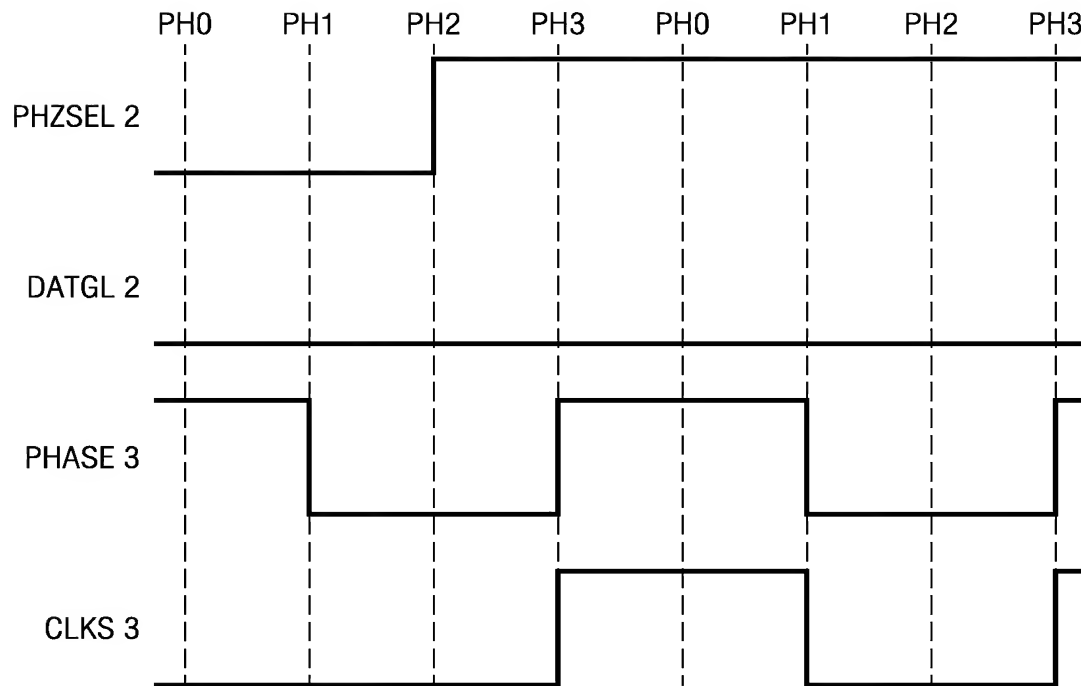 PH0 PH1 PH2 PH3 PH0 PH1 PH2 PH3
PHZSEL 2
DATGL 2
PHASE 3
CLKS 3